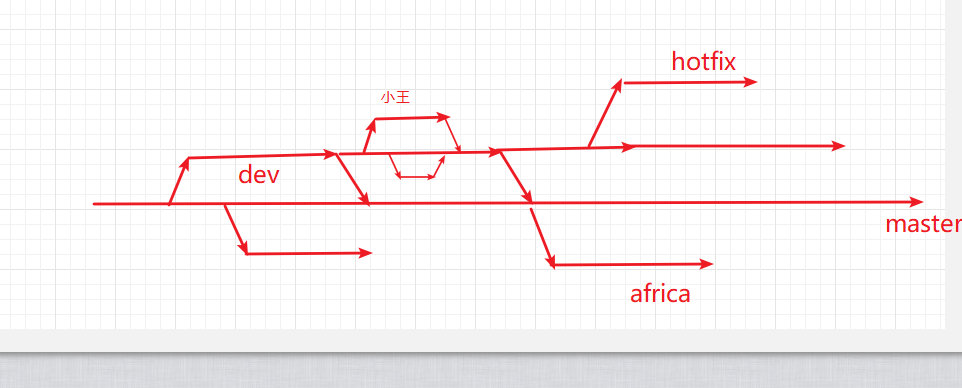 hotfix
小王
dev
master
africa